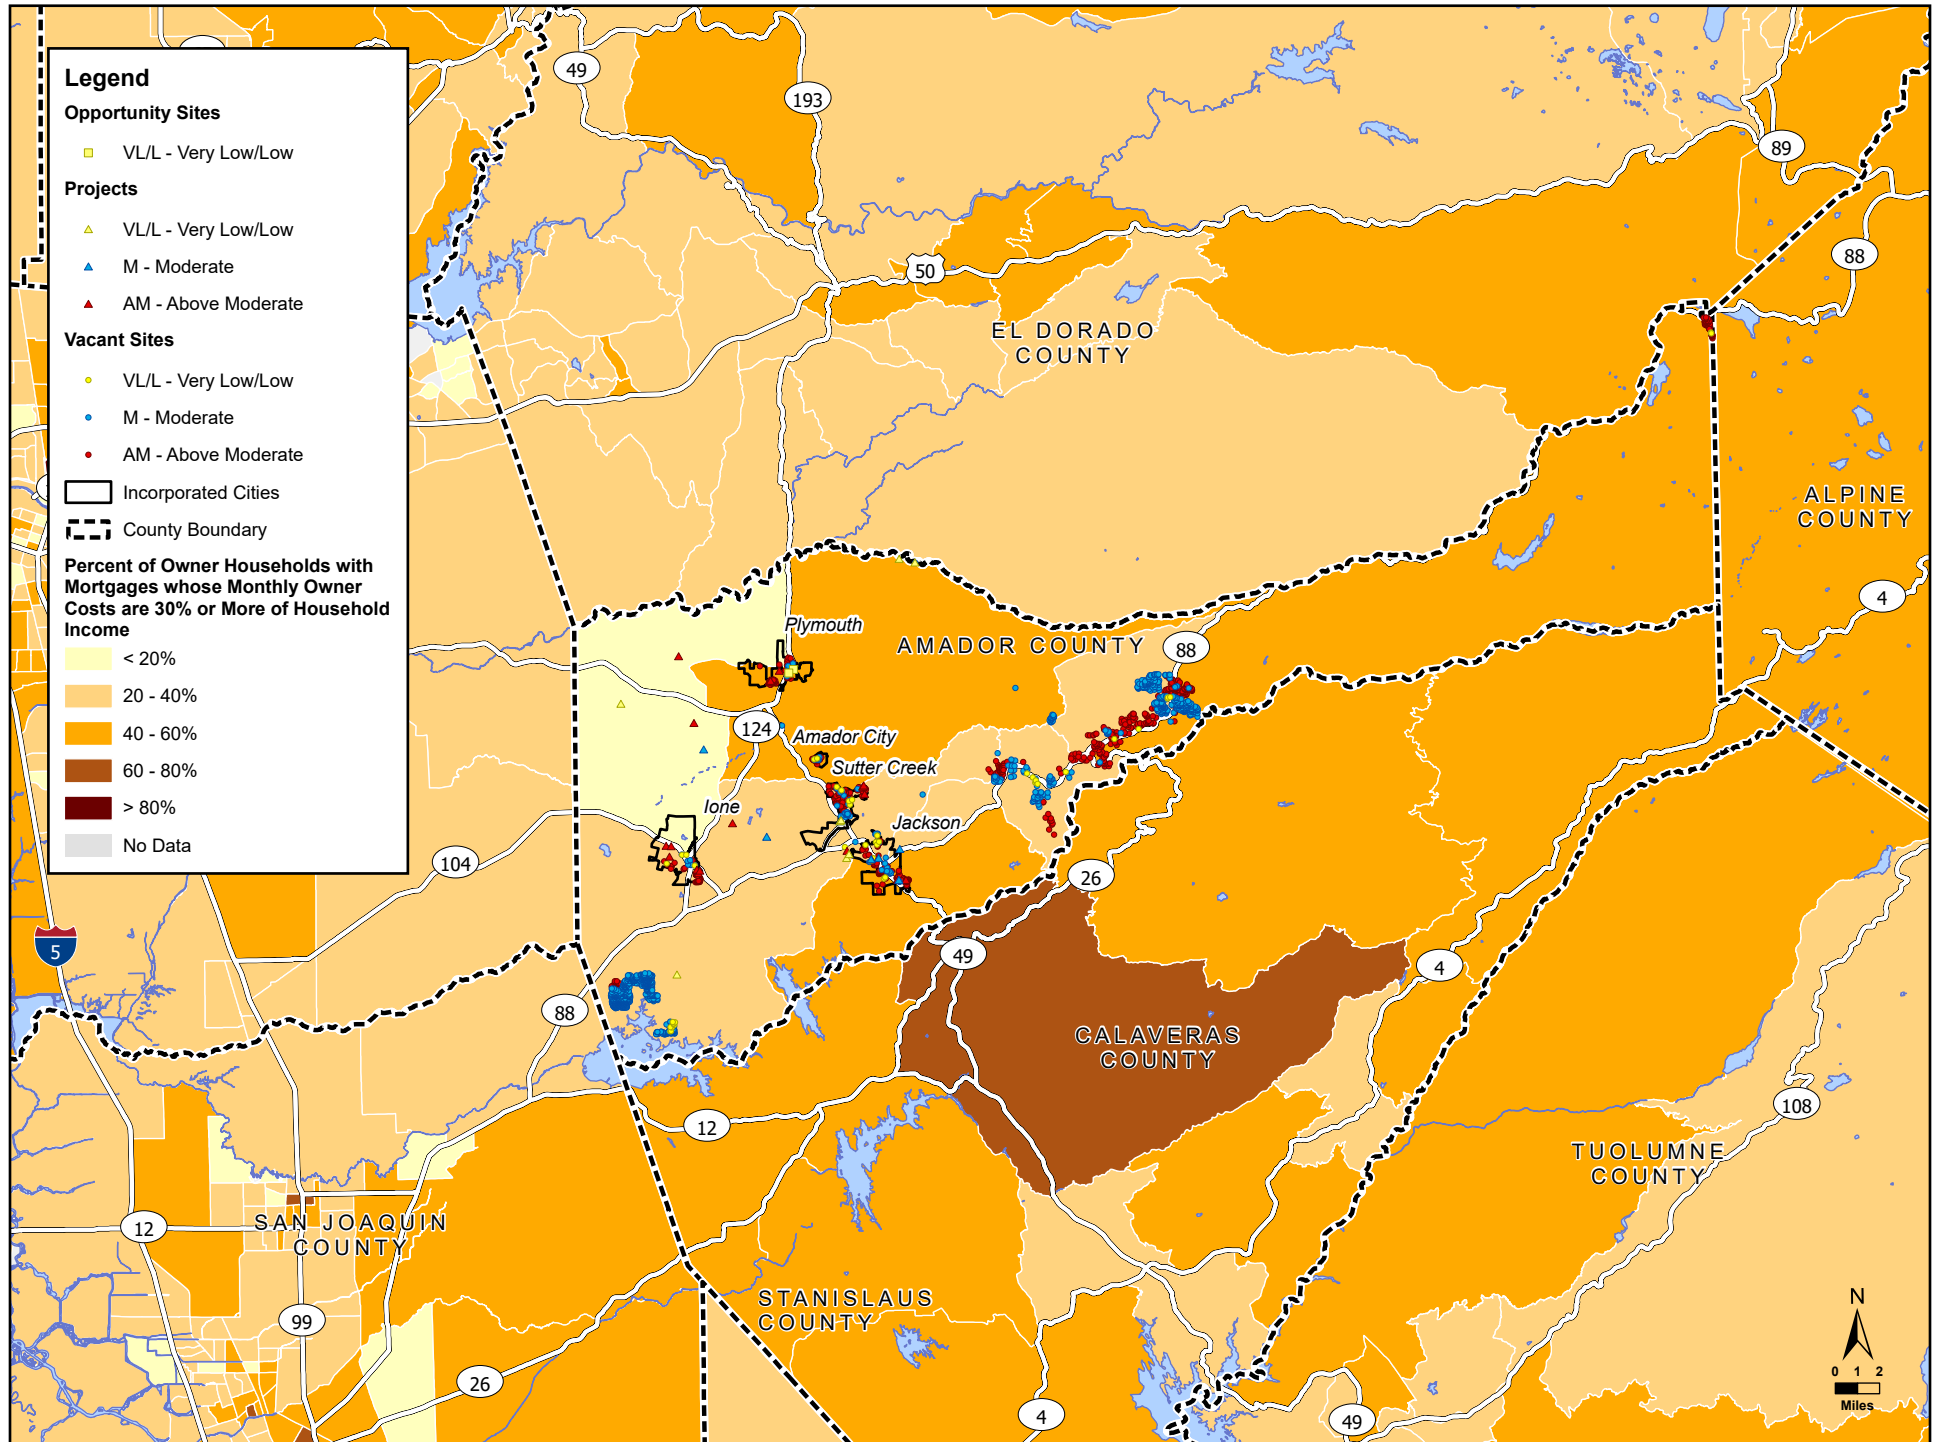 Legend
Opportunity Sites
VL/L - Very Low/Low
Projects
VL/L - Very Low/Low
M - Moderate
AM - Above Moderate
Vacant Sites
VL/L - Very Low/Low
M - Moderate
AM - Above Moderate
Incorporated Cities
County Boundary
Percent of Owner Households with
Mortgages whose Monthly Owner
Costs are 30% or More of Household
Income
< 20%
20 - 40%
40 - 60%
60 - 80%
> 80%
No Data
49
193
89
88
50
EL DORADO
COUNTY
ALPINE
COUNTY
4
Plymouth
AMADOR COUNTY
88
124
Amador City
Sutter Creek
Ione
Jackson
104
26
5
49
4
88
CALAVERAS
COUNTY
12
108
TUOLUMNE
COUNTY
12
SAN JOAQUIN
COUNTY
STANISLAUS
COUNTY
99
26
4
49
N
0 1 2
Miles